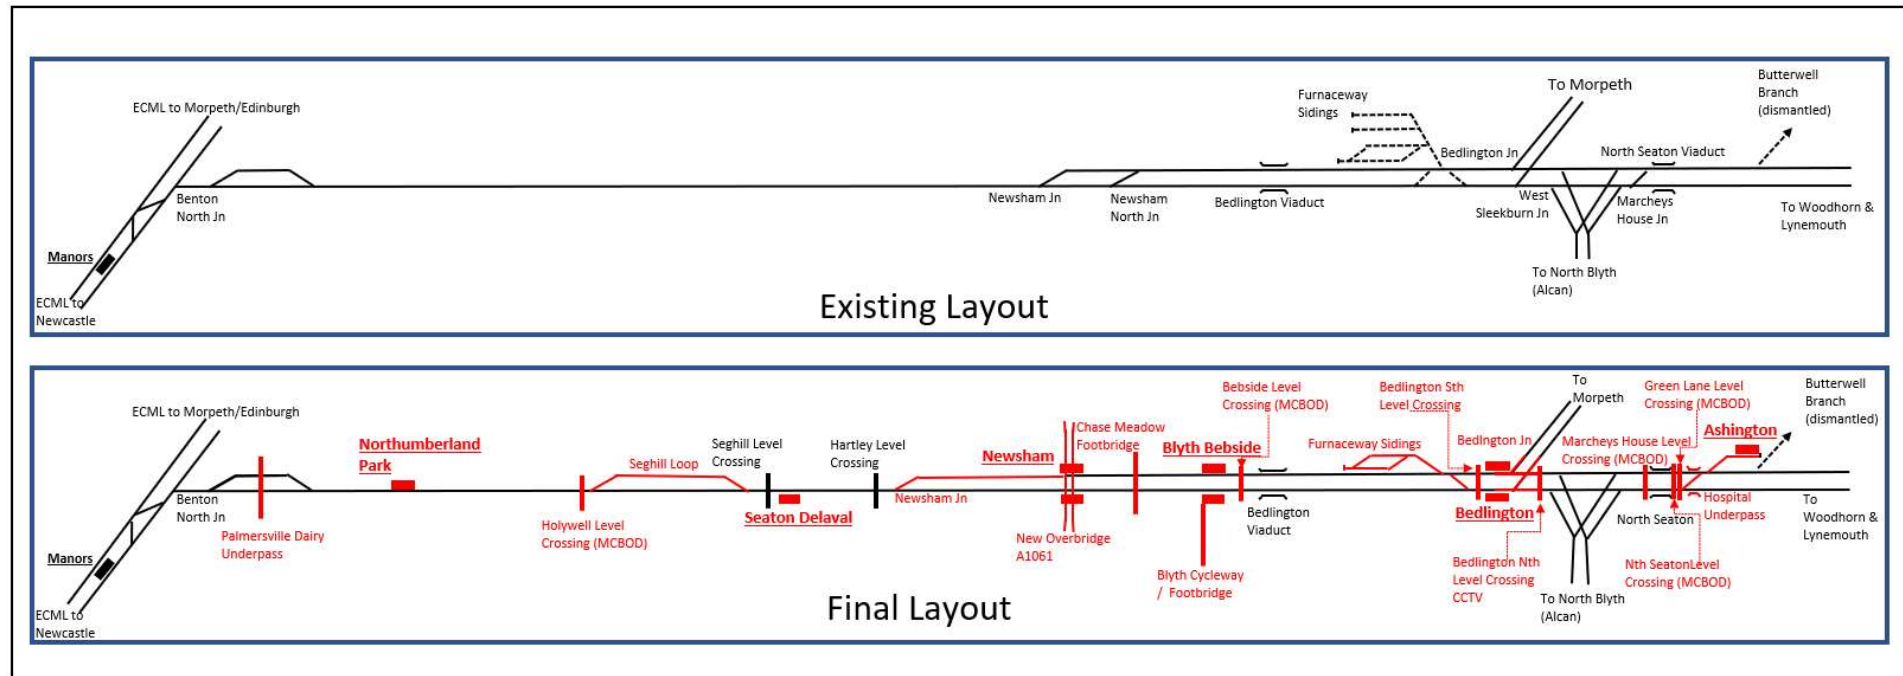 ECML to Morpeth/Edinburgh
Manors
ECML to
Newcastle
Benton
North Jn
Newsham Jn
Newsham
North Jn
Bedlington Viaduct
Furnaceway
Sidings
Bedlington Jn
To Morpeth
West
Sleekburn Jn
North Seaton Viaduct
Marcheys
House Jn
To North Blyth
(Alcan)
Butterwell
Branch
(dismantled)
To Woodhorn &
Lynemouth
Existing Layout
ECML to Morpeth/Edinburgh
Manors
ECML to
Newcastle
Benton
North Jn
Palmersville Dairy
Underpass
Northumberland
Park
Holywell Level
Crossing (MCBOD)
Seghill Loop
Seghill Level
Crossing
Seaton Delaval
Hartley Level
Crossing
Newsham Jn
Newsham
New Overbridge
A1061
Chase Meadow
Footbridge
Blyth Bebside
Blyth Cycleway
/ Footbridge
Bebside Level
Crossing (MCBOD)
Bedlington
Viaduct
Furnaceway Sidings
Bedlington Sth
Level Crossing
Bedlington Jn
Bedlington
Bedlington Nth
Level Crossing
CCTV
To
Morpeth
To North Blyth
(Alcan)
Marcheys House Level
Crossing (MCBOD)
North Seaton
Green Lane Level
Crossing (MCBOD)
Nth SeatonLevel
Crossing (MCBOD)
Hospital
Underpass
Ashington
Butterwell
Branch
(dismantled)
To
Woodhorn &
Lynemouth
Final Layout